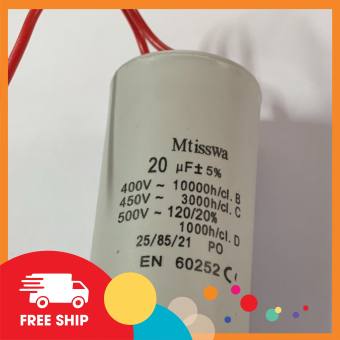 Mtisswa
20 μF±5%
400V ~ 10000h/cl. B
450V ~ 3000h/cl. C
500V ~ 120/20%
1000h/cl. D
25/85/21 PO
EN 60252 CE
FREE SHIP